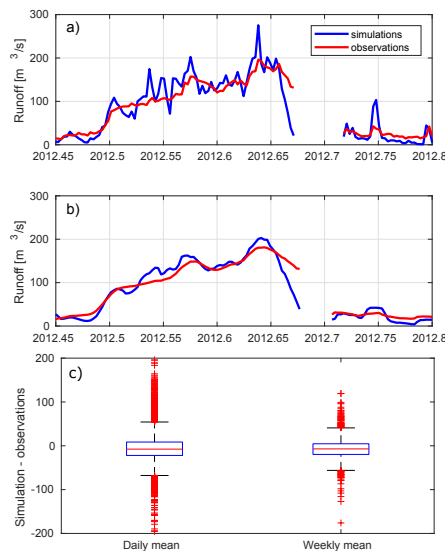 a)
simulations
observations
Runoff [m ³/s]
300
200
100
0
2012.45 2012.5 2012.55 2012.6 2012.65 2012.7 2012.75 2012.8
b)
Runoff [m ³/s]
300
200
100
0
2012.45 2012.5 2012.55 2012.6 2012.65 2012.7 2012.75 2012.8
c)
Simulation - observations
200
100
0
-100
-200
Daily mean Weekly mean